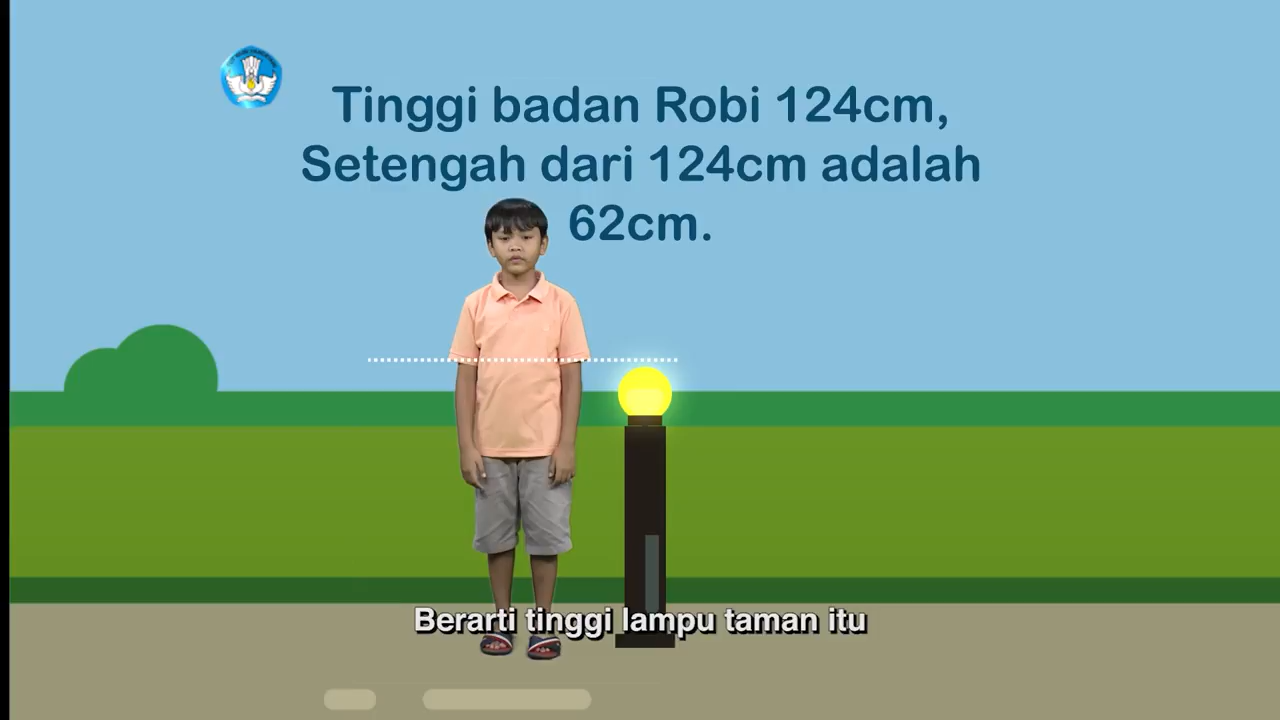 Tinggi badan Robi 124cm,
Setengah dari 124cm adalah
62cm.
Berarti tinggi lampu taman itu